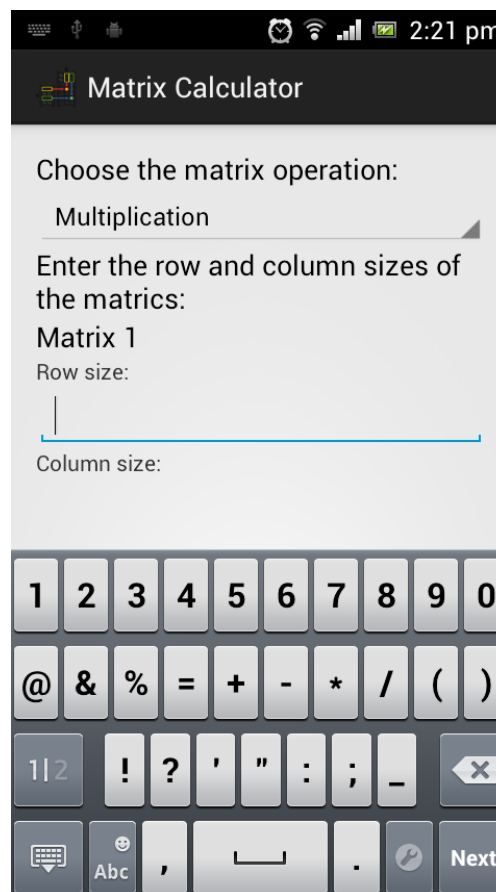 2:21 pm
Matrix Calculator
Choose the matrix operation:
Multiplication
Enter the row and column sizes of
the matrics:
Matrix 1
Row size:
Column size:
1 2 3 4 5 6 7 8 9 0
@ & % = + - * / ( )
1|2 ! ? ' " : ; _
Abc , . Next